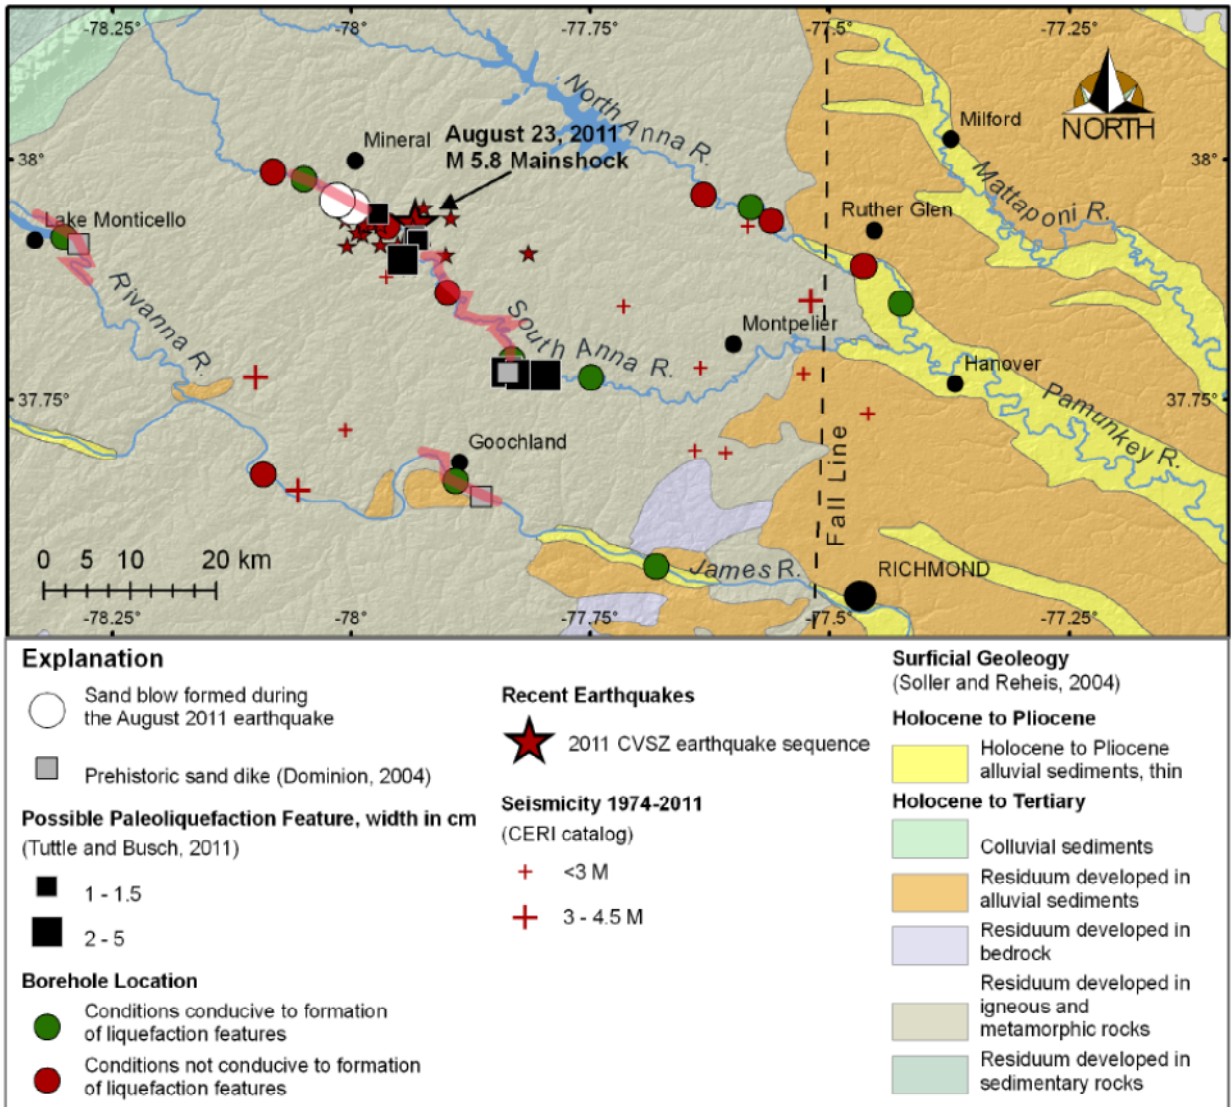 -78.25°
-78°
-77.75°
-77.5°
-77.25°
North Anna R.
August 23, 2011
M 5.8 Mainshock
Mineral
Milford
NORTH
38°
38°
Mattaponi R.
Lake Monticello
Ruther Glen
Rivanna R.
South Anna R.
Montpelier
Hanover
37.75°
37.75°
Pamunkey R.
Goochland
Fall Line
0 5 10 20 km
James R.
RICHMOND
-78.25°
-78°
-77.75°
-77.5°
-77.25°
Explanation
Sand blow formed during
the August 2011 earthquake
Prehistoric sand dike (Dominion, 2004)
Possible Paleoliquefaction Feature, width in cm
(Tuttle and Busch, 2011)
1 - 1.5
2 - 5
Borehole Location
Conditions conducive to formation
of liquefaction features
Conditions not conducive to formation
of liquefaction features
Recent Earthquakes
2011 CVSZ earthquake sequence
Seismicity 1974-2011
(CERI catalog)
<3 M
3 - 4.5 M
Surficial Geology
(Soller and Reheis, 2004)
Holocene to Pliocene
Holocene to Pliocene
alluvial sediments, thin
Holocene to Tertiary
Colluvial sediments
Residuum developed in
alluvial sediments
Residuum developed in
bedrock
Residuum developed in
igneous and
metamorphic rocks
Residuum developed in
sedimentary rocks